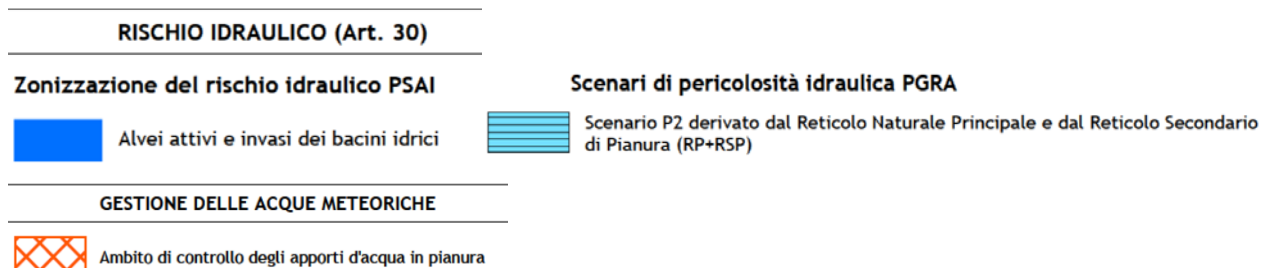 RISCHIO IDRAULICO (Art. 30)
Zonizzazione del rischio idraulico PSAI
Alvei attivi e invasi dei bacini idrici
Scenari di pericolosità idraulica PGRA
Scenario P2 derivato dal Reticolo Naturale Principale e dal Reticolo Secondario
di Pianura (RP+RSP)
GESTIONE DELLE ACQUE METEORICHE
Ambito di controllo degli apporti d'acqua in pianura